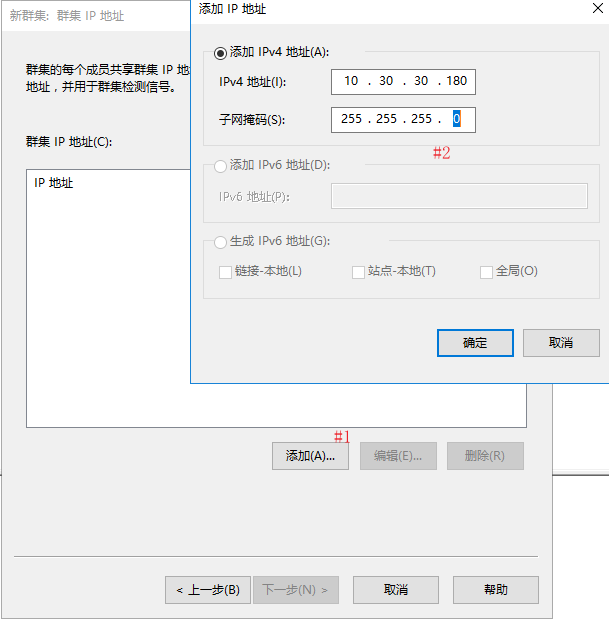 新群集: 群集 IP 地址
群集的每个成员共享群集 IP 地
地址，并用于群集检测信号。
群集 IP 地址(C):
IP 地址
添加 IP 地址
添加 IPv4 地址(A):
IPv4 地址(I):
10 . 30 . 30 . 180
子网掩码(S):
255 . 255 . 255 . 0
#2
添加 IPv6 地址(D):
IPv6 地址(P):
生成 IPv6 地址(G):
链接-本地(L) 站点-本地(T) 全局(O)
确定 取消
#1
添加(A)... 编辑(E)... 删除(R)
< 上一步(B) 下一步(N) > 取消 帮助